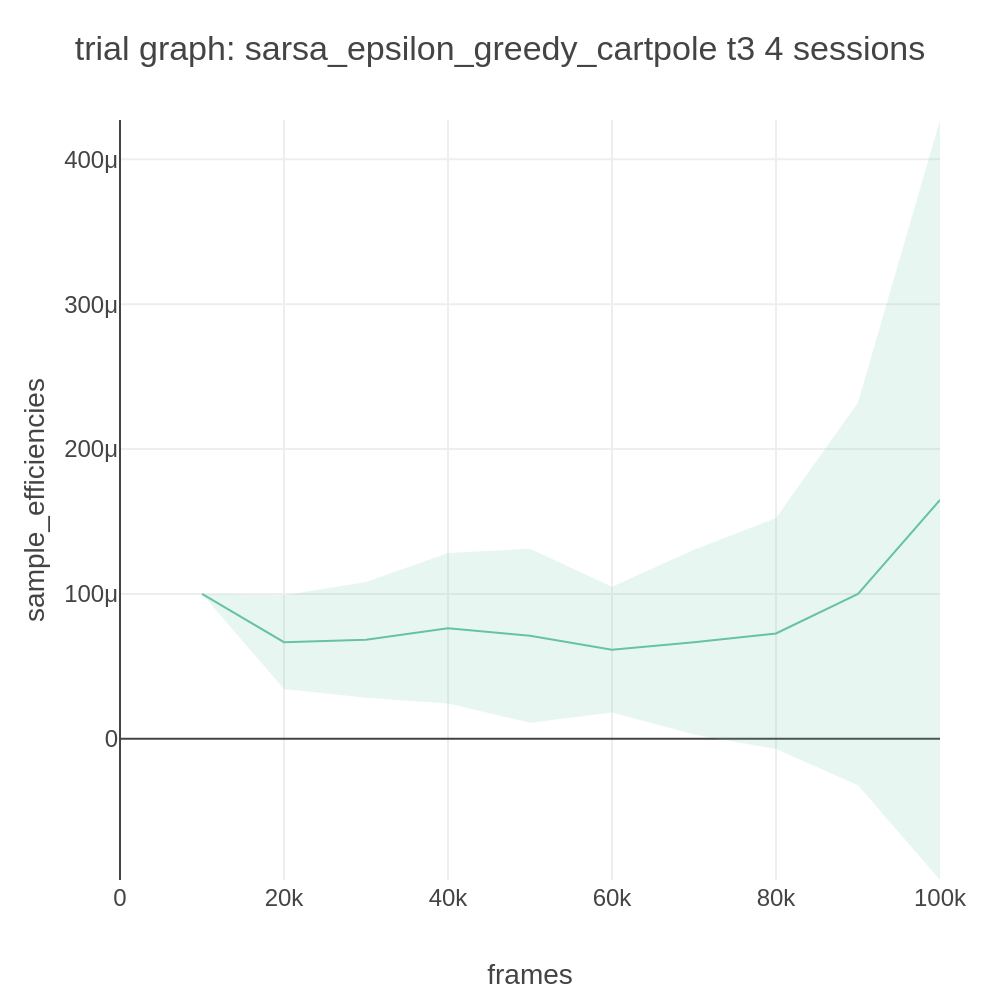 trial graph: sarsa_epsilon_greedy_cartpole t3 4 sessions
400μ
300μ
200μ
100μ
0
sample_efficiencies
0
20k
40k
60k
80k
100k
frames